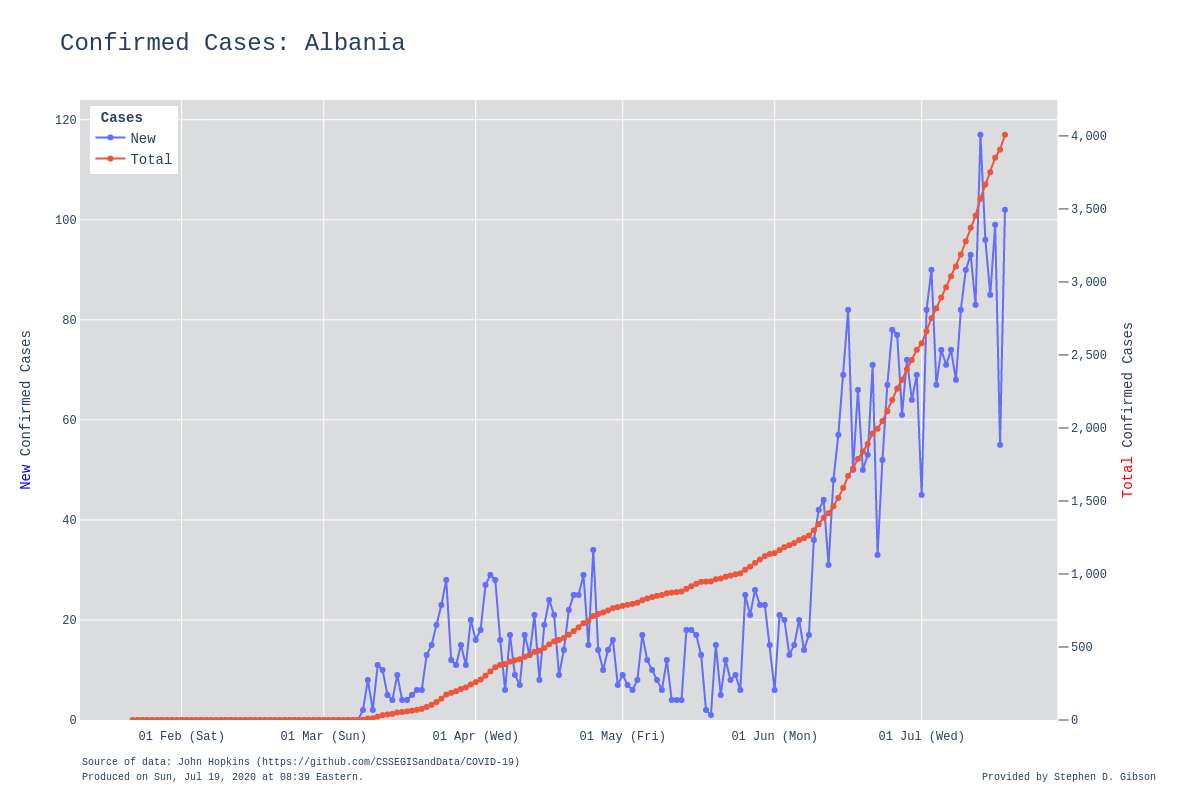 Confirmed Cases: Albania
Cases
New
Total
120
100
80
60
40
20
0
4,000
3,500
3,000
2,500
2,000
1,500
1,000
500
0
New Confirmed Cases
Total Confirmed Cases
01 Feb (Sat) 01 Mar (Sun) 01 Apr (Wed) 01 May (Fri) 01 Jun (Mon) 01 Jul (Wed)
Source of data: John Hopkins (https://github.com/CSSEGISandData/COVID-19)
Produced on Sun, Jul 19, 2020 at 08:39 Eastern.
Provided by Stephen D. Gibson